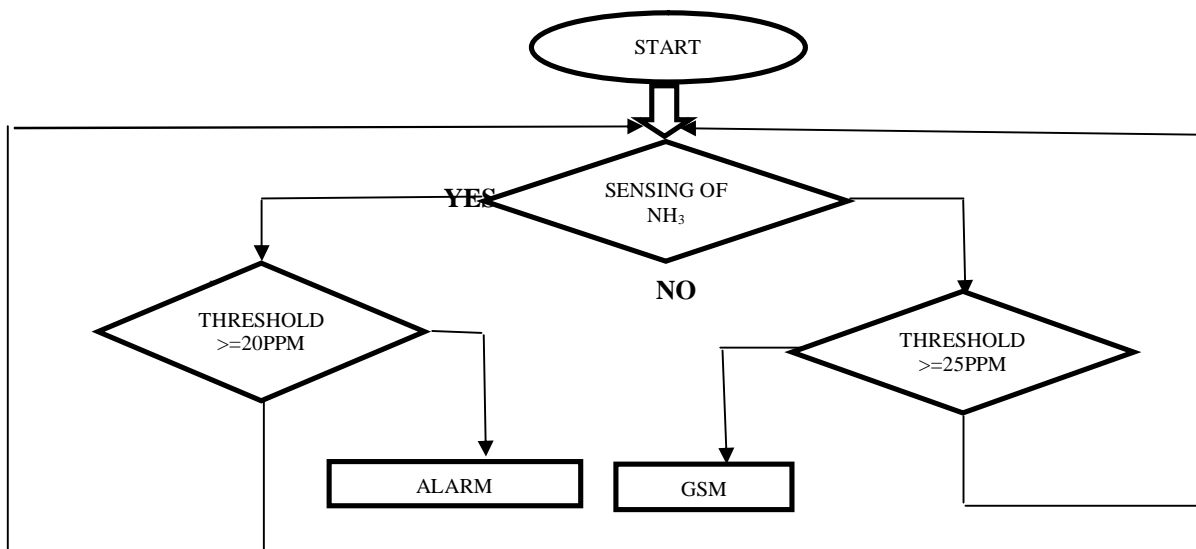 START
YES
SENSING OF
NH₃
NO
THRESHOLD
>=20PPM
THRESHOLD
>=25PPM
ALARM
GSM